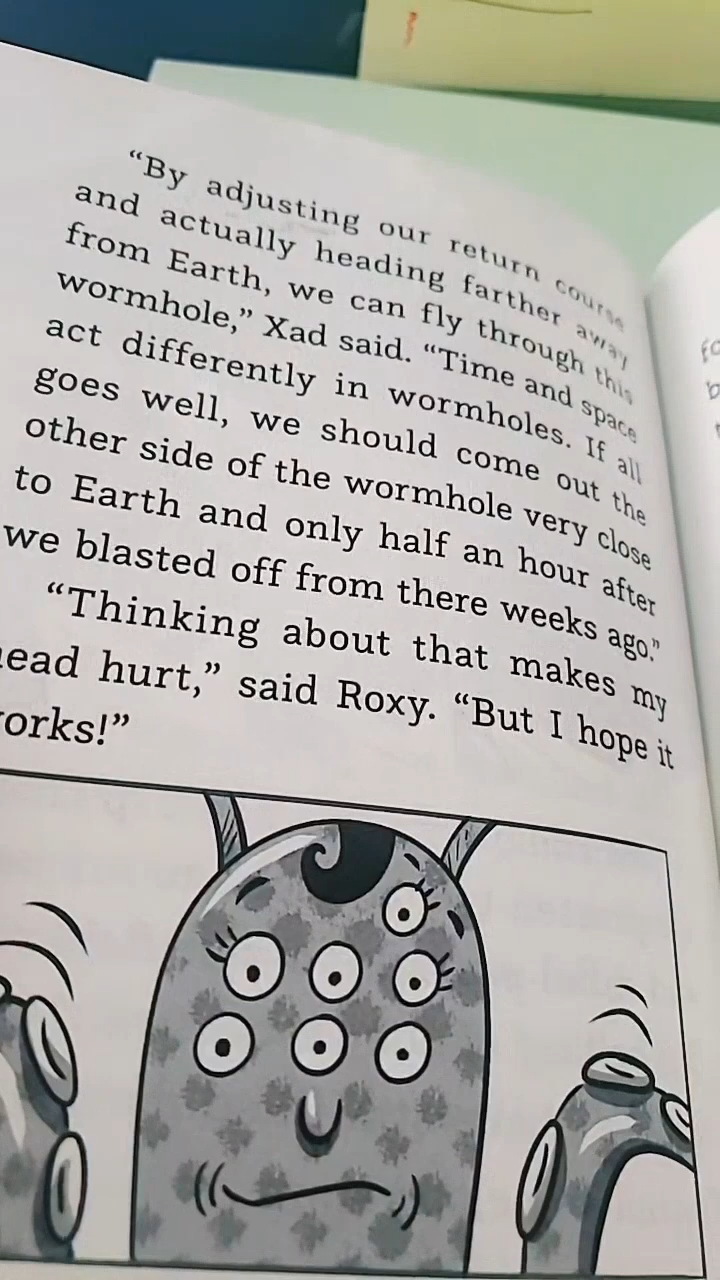 “By adjusting our return course
and actually heading farther away
from Earth, we can fly through this
wormhole,” Xad said. “Time and space
act differently in wormholes. If all
goes well, we should come out the
other side of the wormhole very close
to Earth and only half an hour after
we blasted off from there weeks ago.”
“Thinking about that makes my
ead hurt,” said Roxy. “But I hope it
orks!”